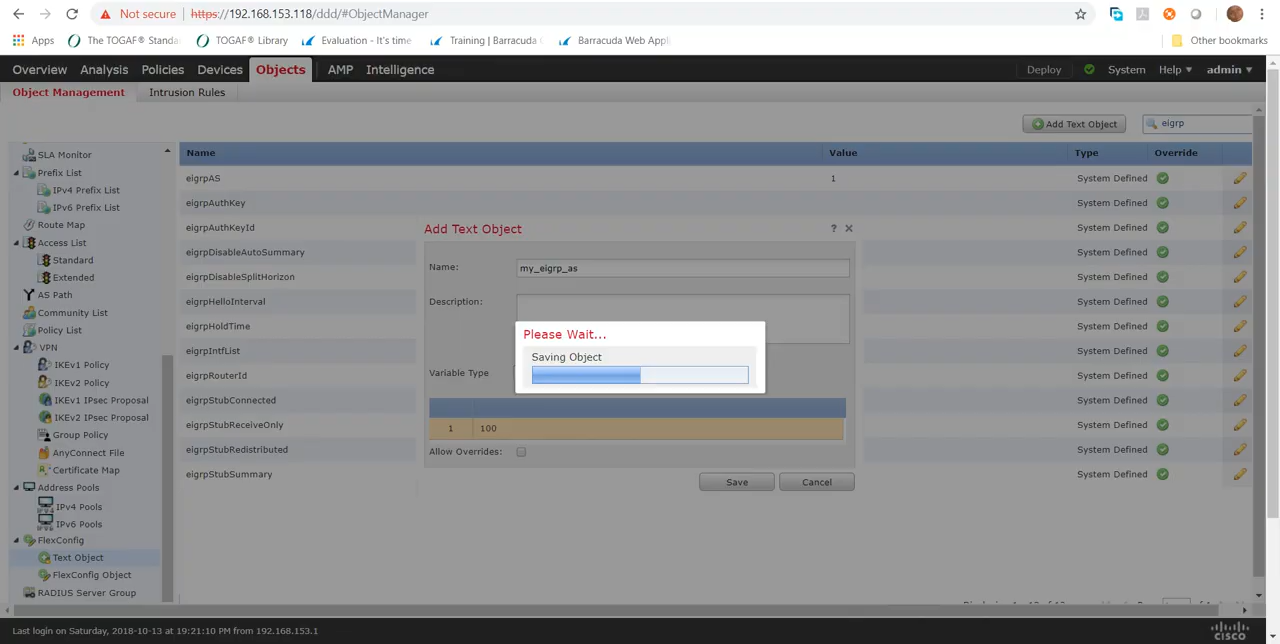 Not secure | https://192.168.153.118/ddd/#ObjectManager
Apps The TOGAF® Standa TOGAF® Library Evaluation - It's time Training | Barracuda Barracuda Web Appl Other bookmarks
Overview Analysis Policies Devices Objects AMP Intelligence Deploy System Help ▼ admin ▼
Object Management Intrusion Rules
Add Text Object eigrp
Name Value Type Override
SLA Monitor
Prefix List
IPv4 Prefix List
IPv6 Prefix List
Route Map
Access List
Standard
Extended
AS Path
Community List
Policy List
VPN
IKEv1 Policy
IKEv2 Policy
IKEv1 IPsec Proposal
IKEv2 IPsec Proposal
Group Policy
AnyConnect File
Certificate Map
Address Pools
IPv4 Pools
IPv6 Pools
FlexConfig
Text Object
FlexConfig Object
RADIUS Server Group
eigrpAS 1 System Defined
eigrpAuthKey System Defined
eigrpAuthKeyId System Defined
eigrpDisableAutoSummary System Defined
eigrpDisableSplitHorizon System Defined
eigrpHelloInterval System Defined
eigrpHoldTime System Defined
eigrpIntfList System Defined
eigrpRouterId System Defined
eigrpStubConnected System Defined
eigrpStubReceiveOnly System Defined
eigrpStubRedistributed System Defined
eigrpStubSummary System Defined
Add Text Object ? ×
Name: my_eigrp_as
Description:
Please Wait...
Saving Object
Variable Type
1 100
Allow Overrides:
Save Cancel
Last login on Saturday, 2018-10-13 at 19:21:10 PM from 192.168.153.1
CISCO